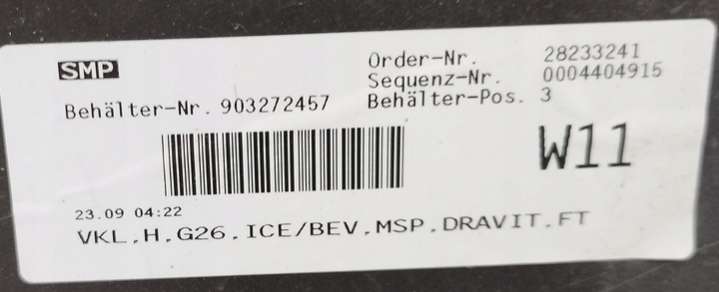 SMP
Order-Nr. 28233241
Sequenz-Nr. 0004404915
Behälter-Nr. 903272457 Behälter-Pos. 3
W11
23.09 04:22
VKL.H.G26.ICE/BEV.MSP.DRAVIT.FT